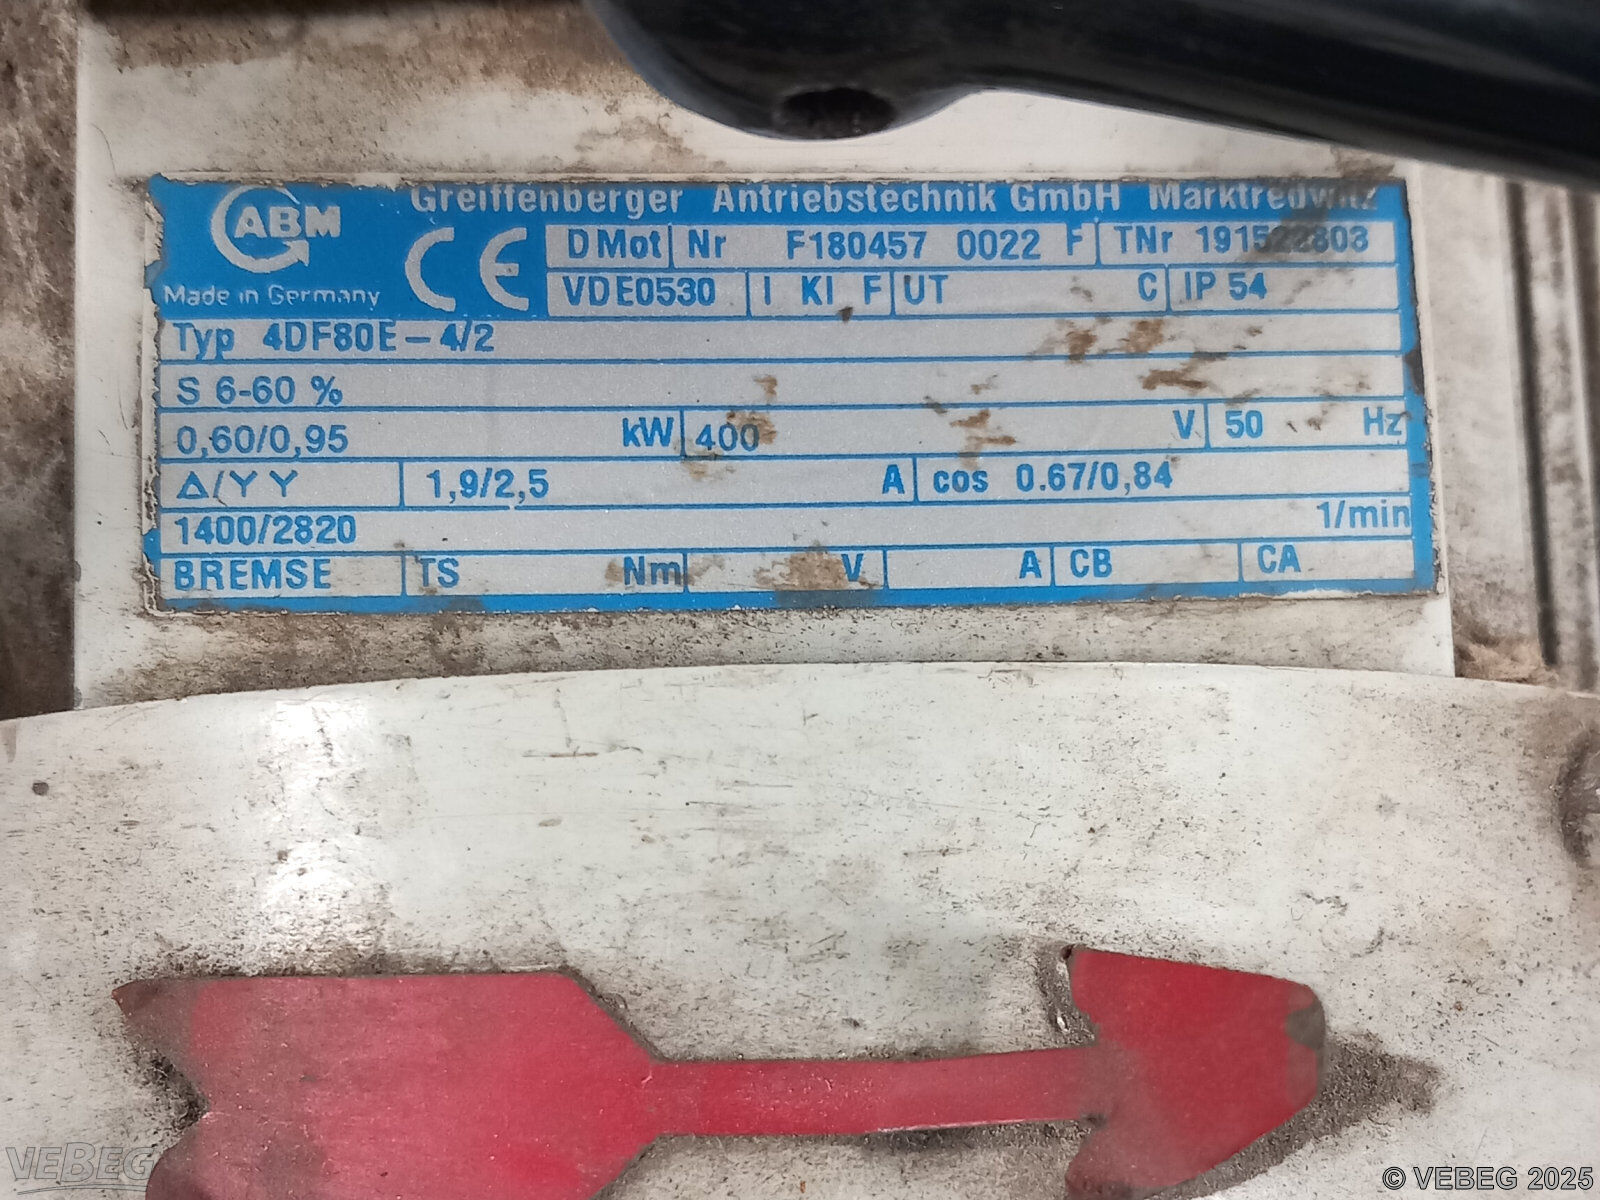 ABM
Made in Germany
Greiffenberger Antriebstechnik GmbH Marktredwitz
CE
D Mot Nr F180457 0022 F TNr
VDE0530 I KI F UT C IP 54
Typ 4DF80E-4/2
S 6-60 %
0,60/0,95 kW 400 V 50 Hz
Δ/Y Y 1,9/2,5 A cos 0.67/0,84
1400/2820 1/min
BREMSE TS Nm V A CB CA
VEBEG
© VEBEG 2025